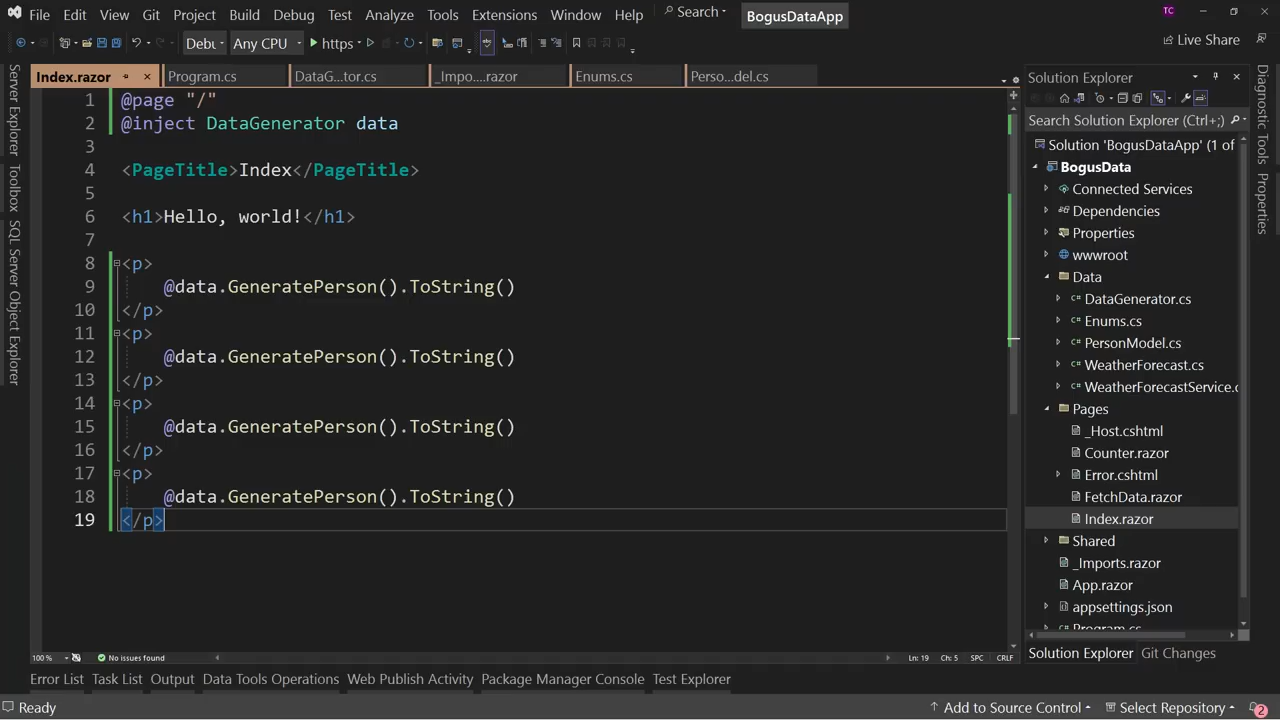 File Edit View Git Project Build Debug Test Analyze Tools Extensions Window Help Search BogusDataApp TC
Debu Any CPU https Live Share
Index.razor Program.cs DataG...tor.cs _Impo....razor Enums.cs Perso...del.cs
Server Explorer
Toolbox
SQL Server Object Explorer
1 @page "/"
2 @inject DataGenerator data
3
4 <PageTitle>Index</PageTitle>
5
6 <h1>Hello, world!</h1>
7
8 <p>
9 @data.GeneratePerson().ToString()
10 </p>
11 <p>
12 @data.GeneratePerson().ToString()
13 </p>
14 <p>
15 @data.GeneratePerson().ToString()
16 </p>
17 <p>
18 @data.GeneratePerson().ToString()
19 </p>
100 % No issues found Ln: 19 Ch: 5 SPC CRLF
Solution Explorer
Search Solution Explorer (Ctrl+;)
Solution 'BogusDataApp' (1 of
BogusData
Connected Services
Dependencies
Properties
wwwroot
Data
DataGenerator.cs
Enums.cs
PersonModel.cs
WeatherForecast.cs
WeatherForecastService.c
Pages
_Host.cshtml
Counter.razor
Error.cshtml
FetchData.razor
Index.razor
Shared
_Imports.razor
App.razor
appsettings.json
Program.cs
Solution Explorer Git Changes
Diagnostic Tools
Properties
Error List Task List Output Data Tools Operations Web Publish Activity Package Manager Console Test Explorer
Ready Add to Source Control Select Repository 2